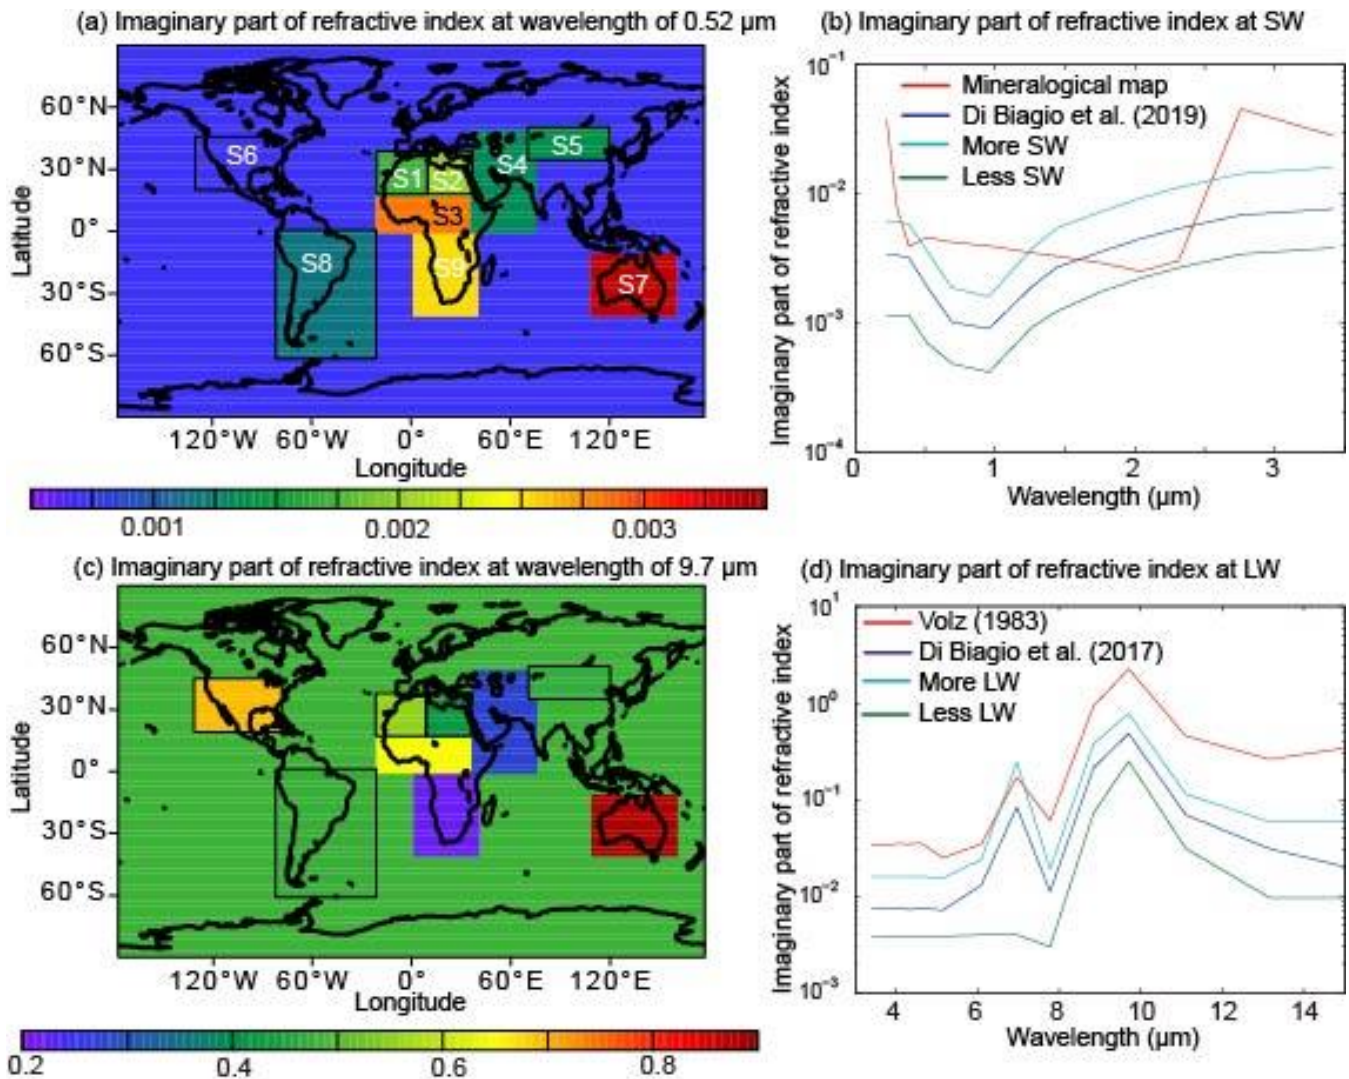 (a) Imaginary part of refractive index at wavelength of 0.52 μm
60°N
30°N
0°
30°S
60°S
Latitude
S6
S1
S2
S4
S5
S3
S8
S9
S7
120°W 60°W 0° 60°E 120°E
Longitude
0.001 0.002 0.003
(b) Imaginary part of refractive index at SW
Imaginary part of refractive index
10⁻¹
10⁻²
10⁻³
10⁻⁴
Mineralogical map
Di Biagio et al. (2019)
More SW
Less SW
0 1 2 3
Wavelength (μm)
(c) Imaginary part of refractive index at wavelength of 9.7 μm
60°N
30°N
0°
30°S
60°S
Latitude
120°W 60°W 0° 60°E 120°E
Longitude
0.2 0.4 0.6 0.8
(d) Imaginary part of refractive index at LW
Imaginary part of refractive index
10¹
10⁰
10⁻¹
10⁻²
10⁻³
Volz (1983)
Di Biagio et al. (2017)
More LW
Less LW
4 6 8 10 12 14
Wavelength (μm)